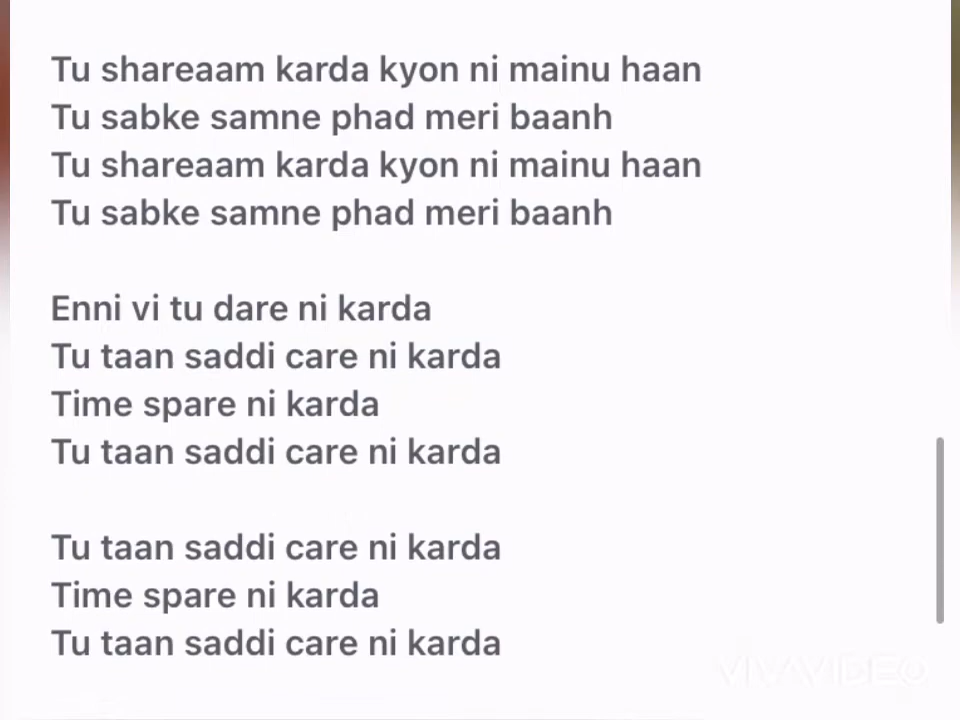 Tu shareaam karda kyon ni mainu haan
Tu sabke samne phad meri baanh
Tu shareaam karda kyon ni mainu haan
Tu sabke samne phad meri baanh
Enni vi tu dare ni karda
Tu taan saddi care ni karda
Time spare ni karda
Tu taan saddi care ni karda
Tu taan saddi care ni karda
Time spare ni karda
Tu taan saddi care ni karda
VIVAVIDEO